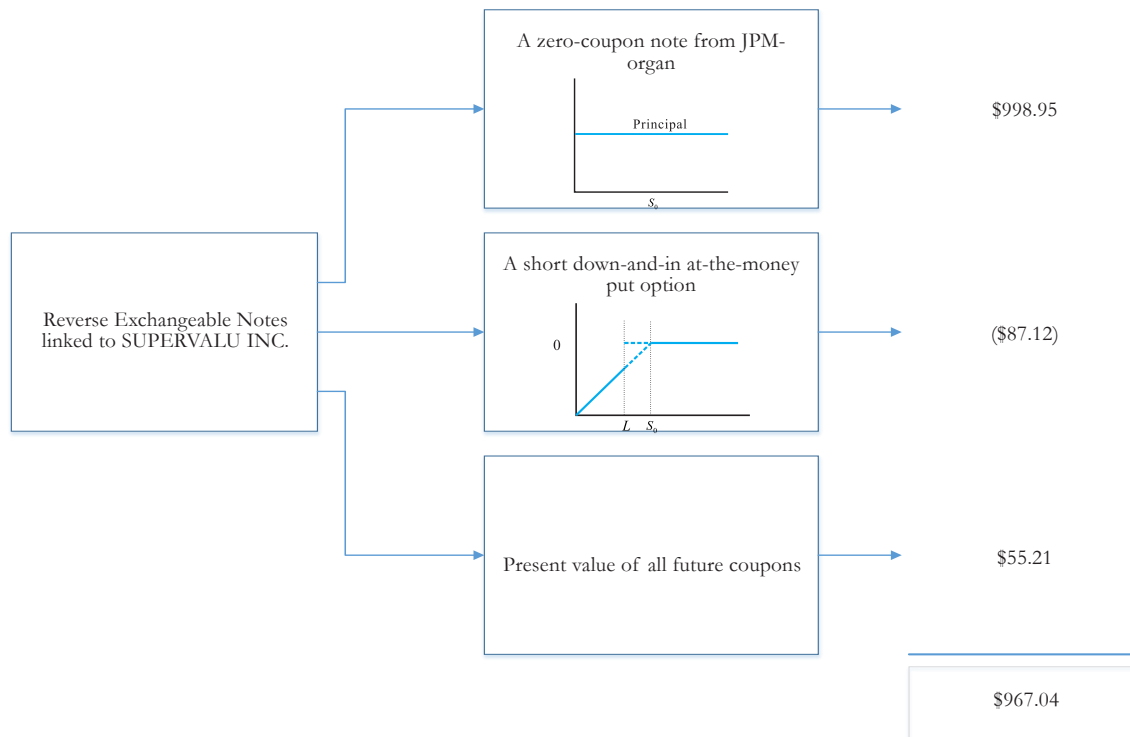 A zero-coupon note from JPM-
organ
Principal
S₀
$998.95
Reverse Exchangeable Notes
linked to SUPERVALU INC.
A short down-and-in at-the-money
put option
0
L S₀
($87.12)
Present value of all future coupons
$55.21
$967.04